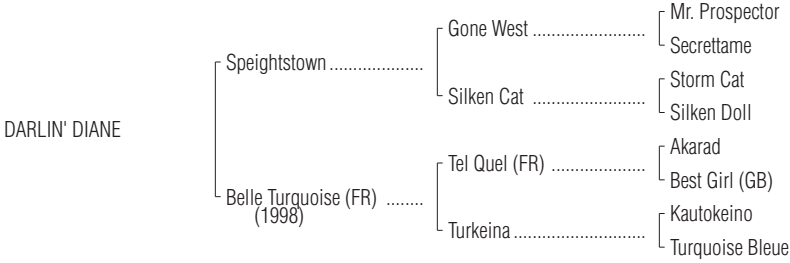 Mr. Prospector
Gone West ........................
Secrettame
Speightstown ....................
Storm Cat
Silken Cat ........................
Silken Doll
DARLIN' DIANE
Akarad
Tel Quel (FR) ....................
Best Girl (GB)
Belle Turquoise (FR) ........
(1998)
Kautokeino
Turkeina ............................
Turquoise Bleue